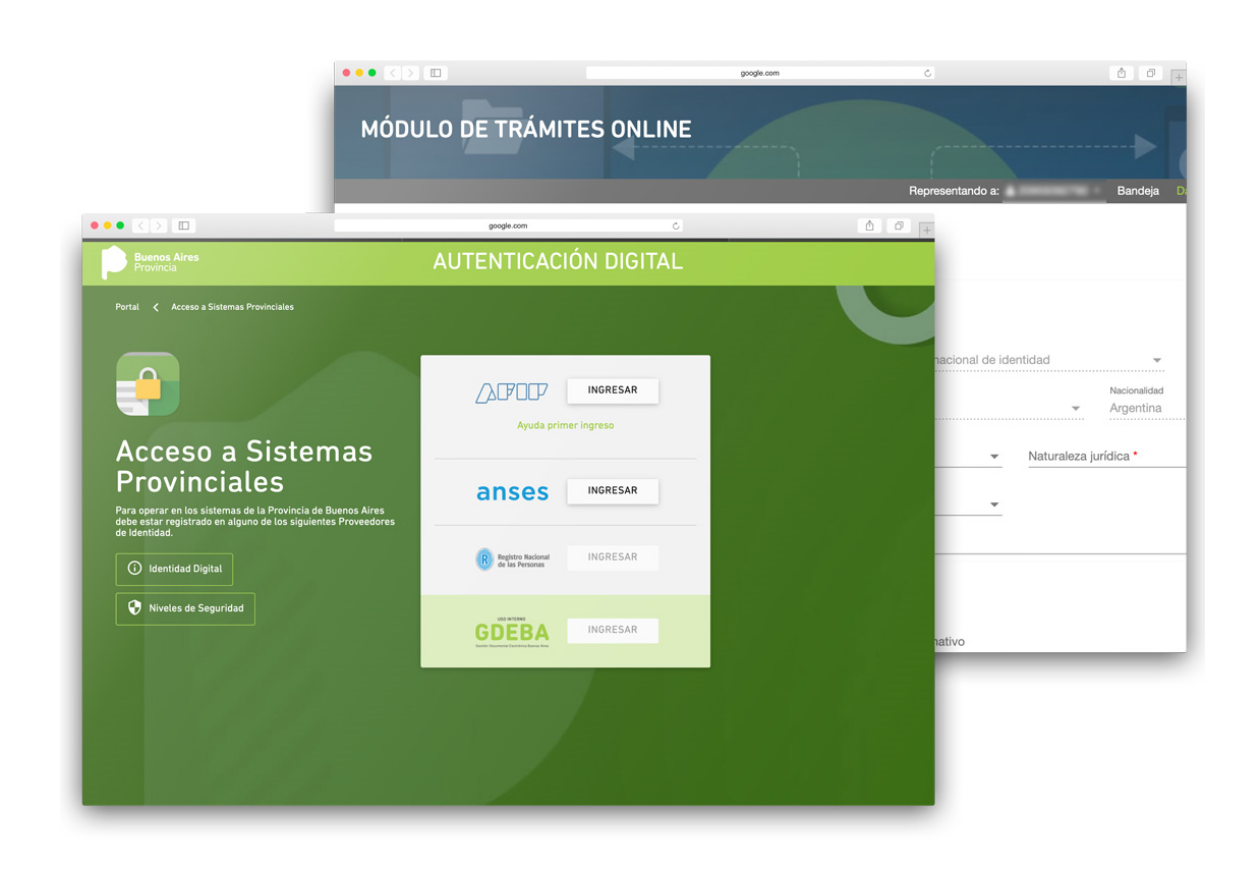 google.com
MÓDULO DE TRÁMITES ONLINE
Representando a:
Bandeja
nacional de identidad
Nacionalidad
Argentina
Naturaleza jurídica *
google.com
Buenos Aires
Provincia
AUTENTICACIÓN DIGITAL
Portal
Acceso a Sistemas Provinciales
Acceso a Sistemas
Provinciales
Para operar en los sistemas de la Provincia de Buenos Aires
debe estar registrado en alguno de los siguientes Proveedores
de Identidad.
Identidad Digital
Niveles de Seguridad
AFIP
INGRESAR
Ayuda primer ingreso
anses
INGRESAR
R
Registro Nacional
de las Personas
INGRESAR
USO INTERNO
GDEBA
Gestión Documental Electrónica Buenos Aires
INGRESAR